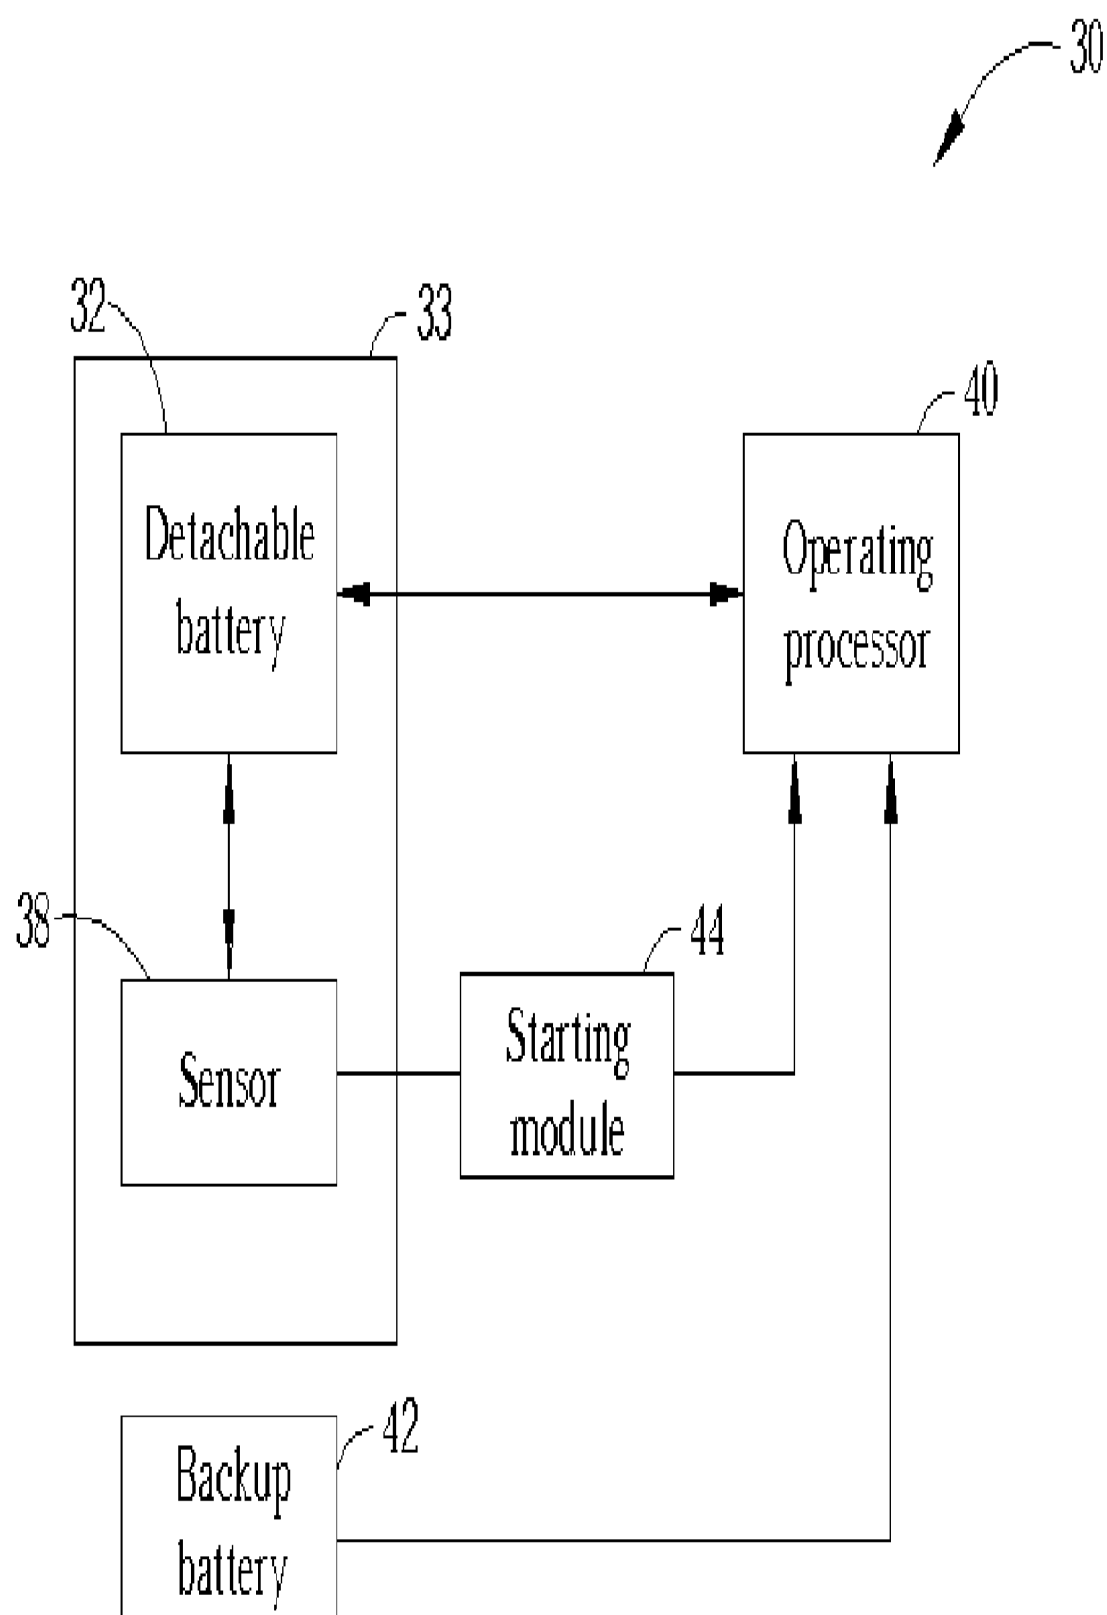 30
32
33
40
Detachable
battery
Operating
processor
38
44
Sensor
Starting
module
42
Backup
battery